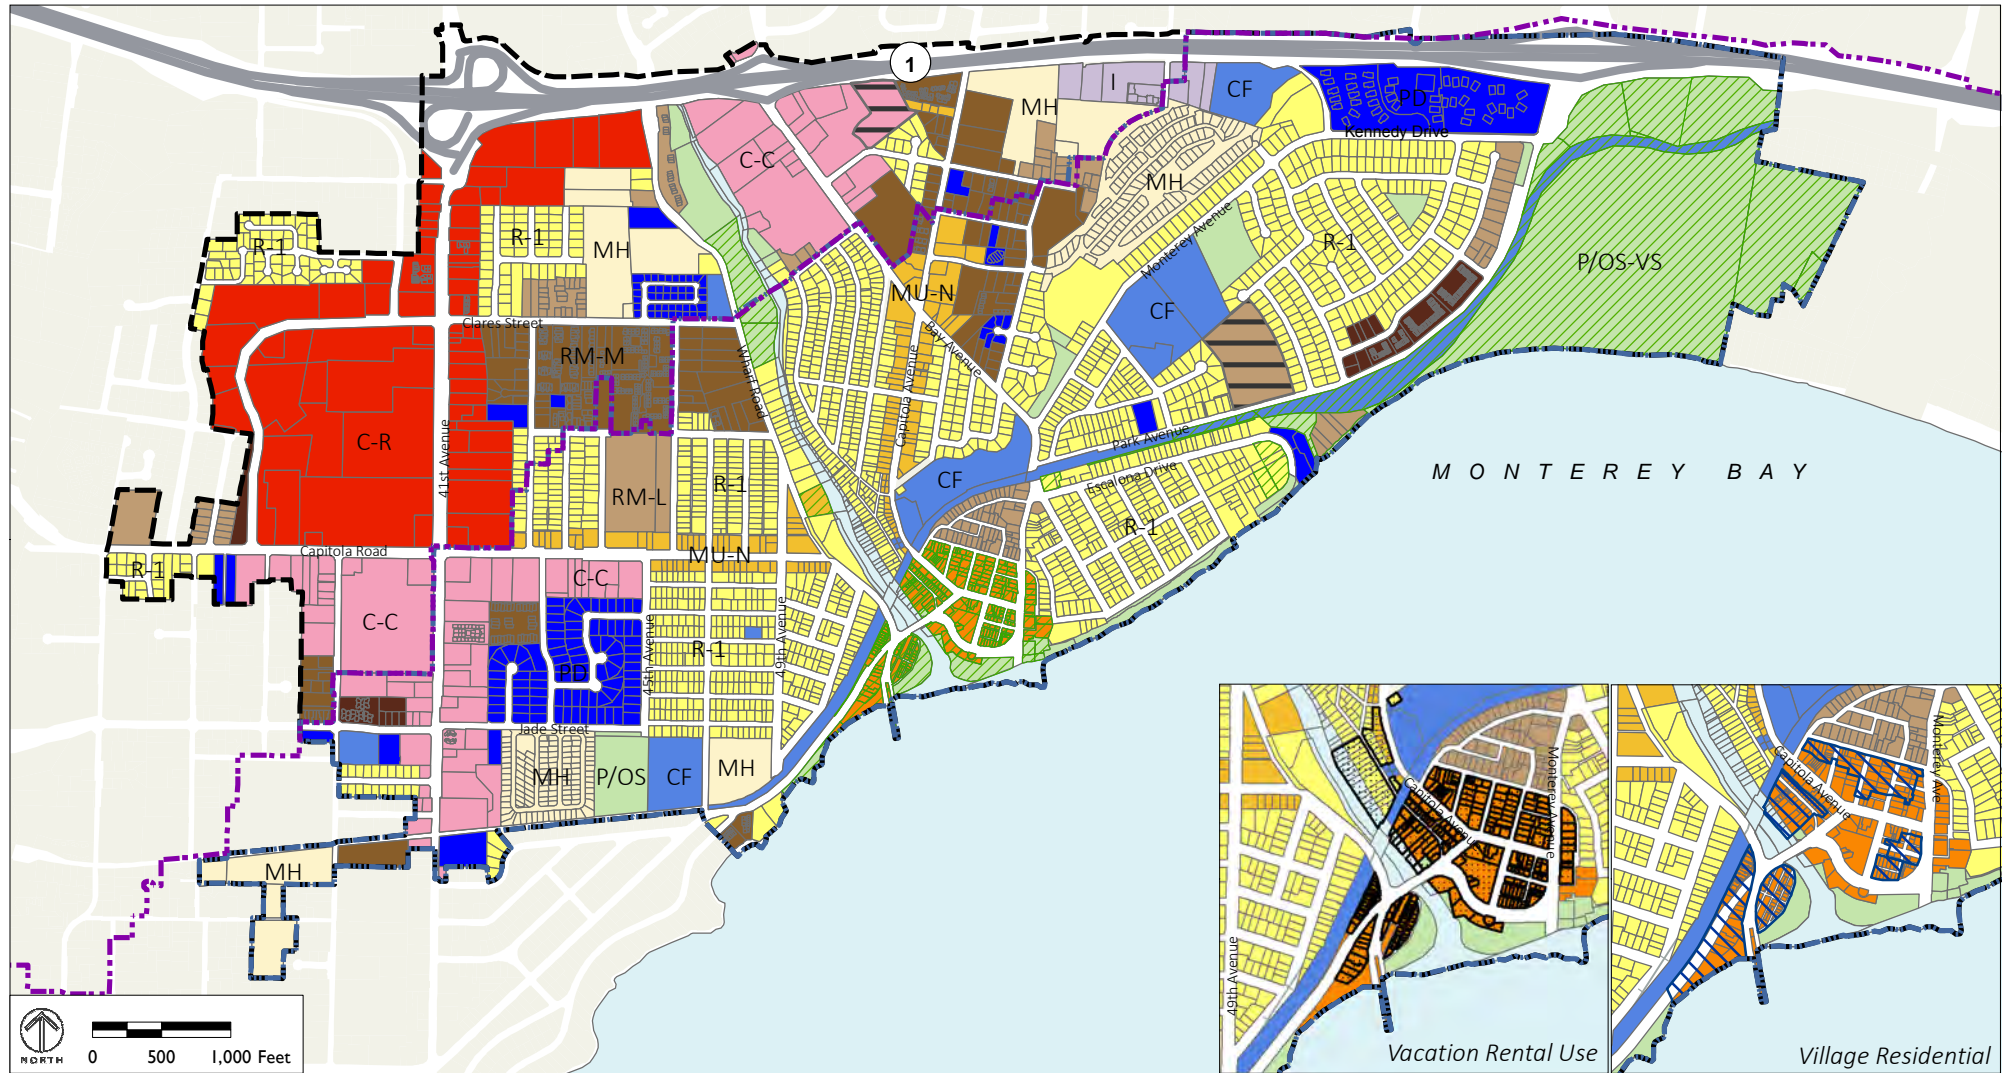 1
I
CF
PD
MH
Kennedy Drive
C-C
MH
R-1
R-1
MH
Monterey Avenue
R-1
P/OS-VS
MU-N
CF
Clares Street
Bay Avenue
RM-M
Wharf Road
Capitola Avenue
C-R
41st Avenue
Park Avenue
MONTEREY BAY
Escalona Drive
CF
R-1
RM-L
R-1
Capitola Road
MU-N
R-1
C-C
C-C
45th Avenue
49th Avenue
R-1
PD
Jade Street
MH
P/OS
CF
MH
MH
NORTH
0 500 1,000 Feet
Capitola Avenue
Monterey Avenue
49th Avenue
Vacation Rental Use
Capitola Avenue
Monterey Ave
Village Residential